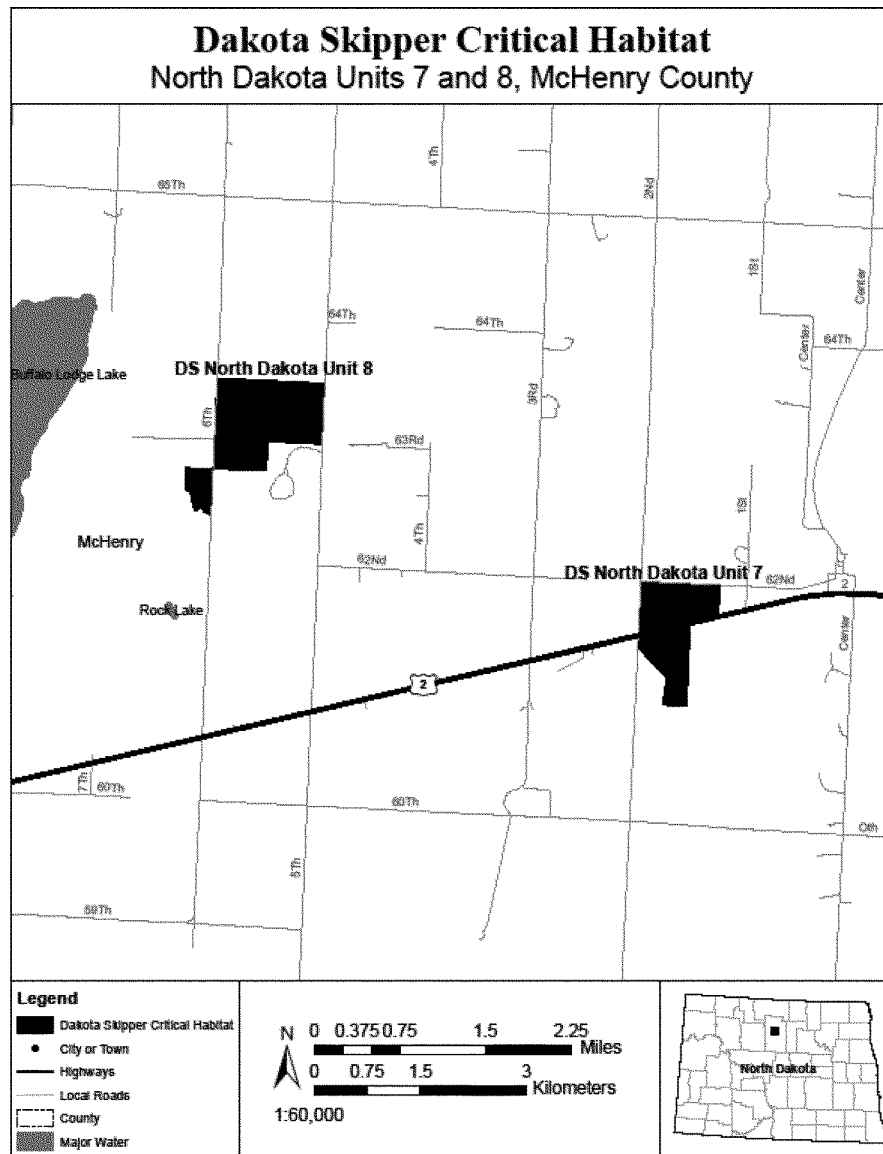 Dakota Skipper Critical Habitat
North Dakota Units 7 and 8, McHenry County
4Th
65Th
2Nd
1St
Center
64Th
64Th
Center
64Th
Buffalo Lodge Lake
DS North Dakota Unit 8
6Th
3Rd
63Rd
4Th
1St
McHenry
62Nd
DS North Dakota Unit 7
62Nd
2
Rock Lake
Center
2
7Th
60Th
60Th
0th
5Th
59Th
Legend
Dakota Skipper Critical Habitat
City or Town
Highways
Local Roads
County
Major Water
N
0 0.375 0.75 1.5 2.25
Miles
0 0.75 1.5 3
Kilometers
1:60,000
North Dakota